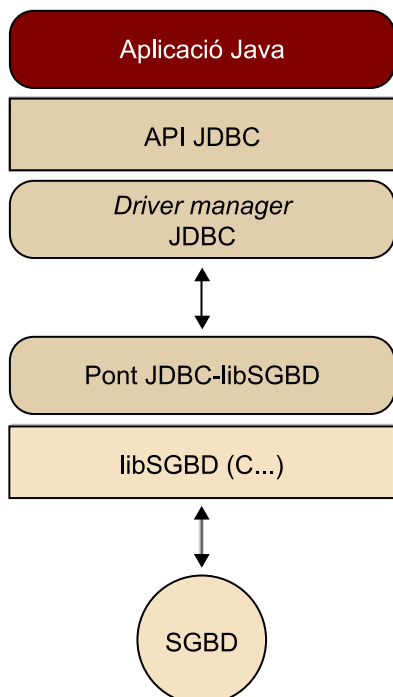 Aplicació Java
API JDBC
Driver manager
JDBC
Pont JDBC-libSGBD
libSGBD (C...)
SGBD